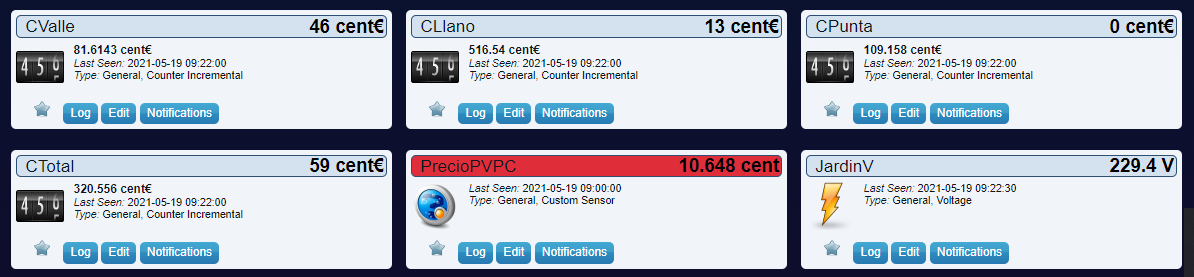 CValle 46 cent€
81.6143 cent€
Last Seen: 2021-05-19 09:22:00
Type: General, Counter Incremental
Log Edit Notifications
CLlano 13 cent€
516.54 cent€
Last Seen: 2021-05-19 09:22:00
Type: General, Counter Incremental
Log Edit Notifications
CPunta 0 cent€
109.158 cent€
Last Seen: 2021-05-19 09:22:00
Type: General, Counter Incremental
Log Edit Notifications
CTotal 59 cent€
320.556 cent€
Last Seen: 2021-05-19 09:22:00
Type: General, Counter Incremental
Log Edit Notifications
PrecioPVPC 10.648 cent
Last Seen: 2021-05-19 09:00:00
Type: General, Custom Sensor
Log Edit Notifications
JardinV 229.4 V
Last Seen: 2021-05-19 09:22:30
Type: General, Voltage
Log Edit Notifications